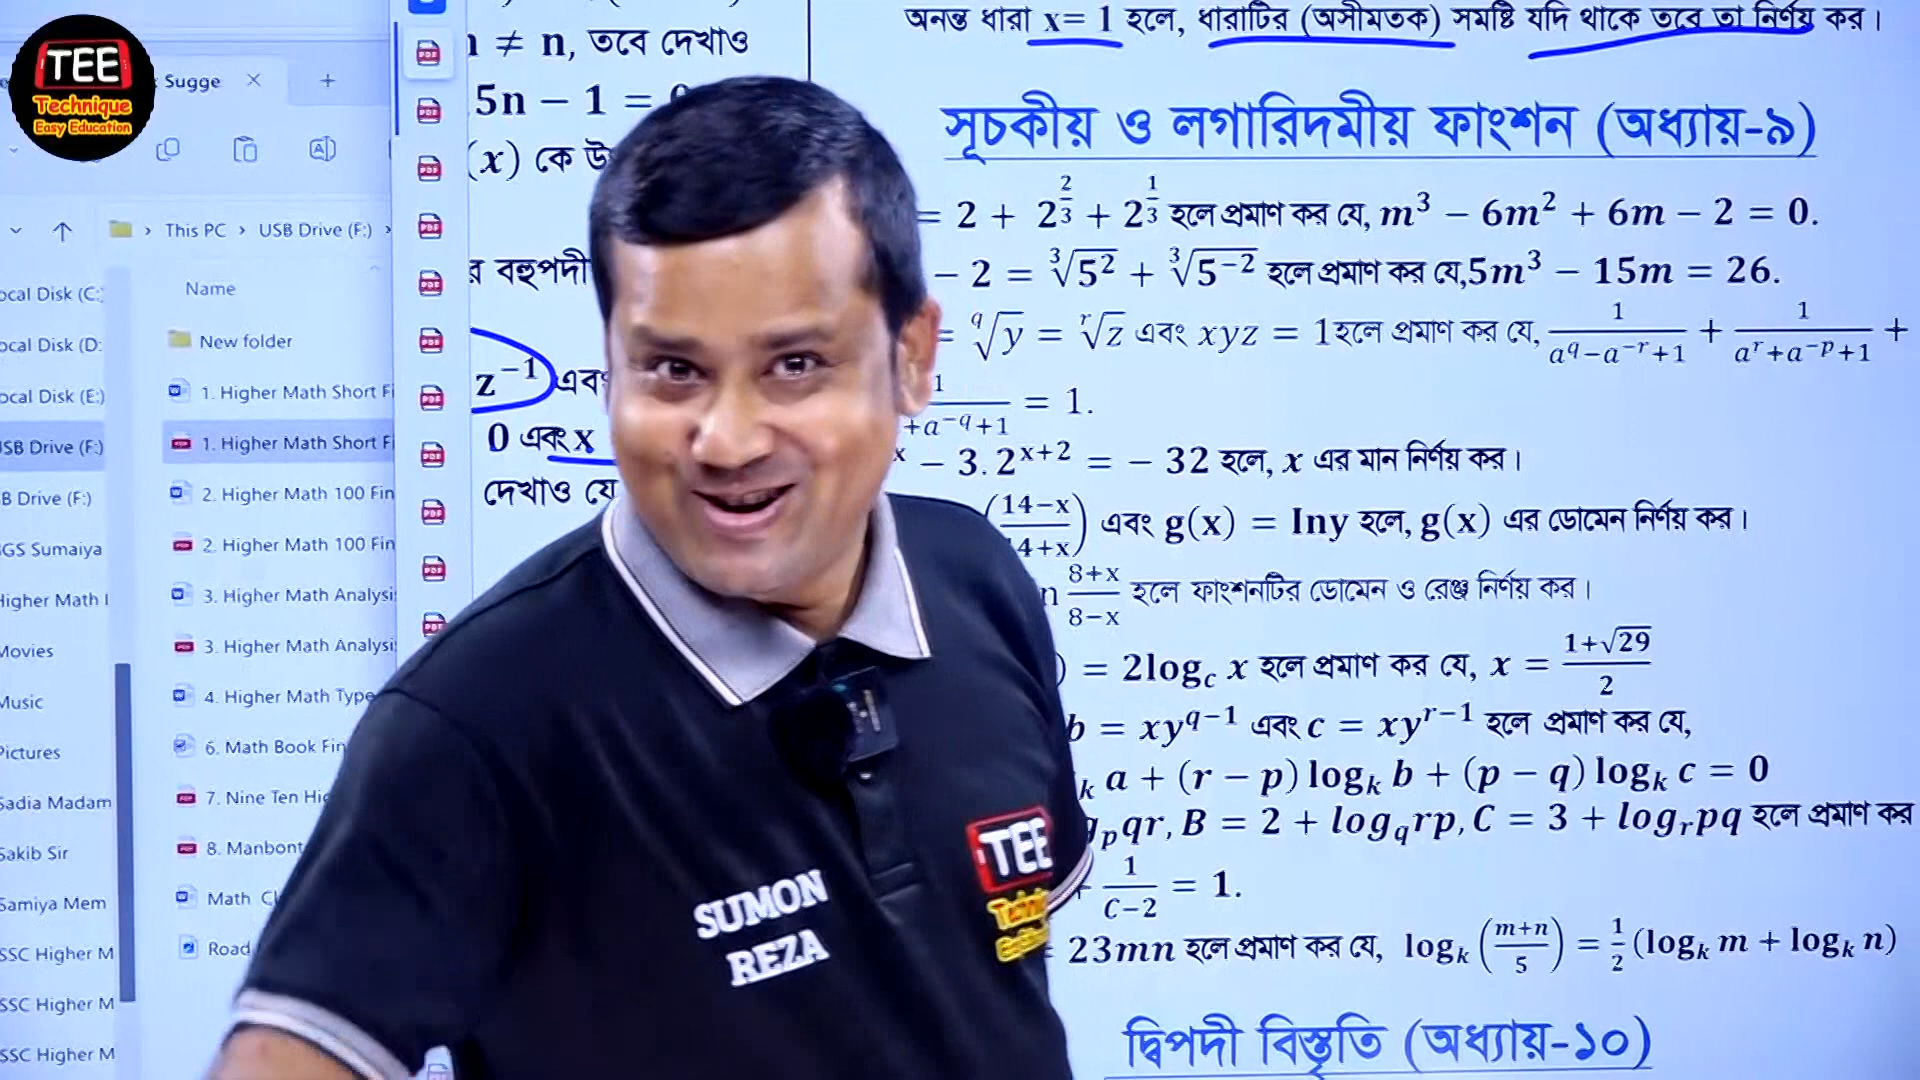 TEE
Technique
Easy Education
Sugge
This PC > USB Drive (F:) >
Name
ocal Disk (C:
ocal Disk (D:
ocal Disk (E:)
SB Drive (F:)
B Drive (F:)
GS Sumaiya
Higher Math I
Movies
Music
Pictures
Sadia Madam
Sakib Sir
Samiya Mem
SSC Higher M
SSC Higher M
SSC Higher M
New folder
1. Higher Math Short Fi
1. Higher Math Short Fi
2. Higher Math 100 Fin
2. Higher Math 100 Fin
3. Higher Math Analysi
3. Higher Math Analysi
4. Higher Math Type
6. Math Book Fin
7. Nine Ten Hig
8. Manbont
Math
Road
≠ n, তবে দেখাও
5n − 1 =
(x) কে উ
র বহুপদী
z⁻¹ এবং
0 এবং x
দেখাও যে
অনন্ত ধারা x= 1 হলে, ধারাটির (অসীমতক) সমষ্টি যদি থাকে তবে তা নির্ণয় কর।
সূচকীয় ও লগারিদমীয় ফাংশন (অধ্যায়-৯)
= 2 + 2^(2/3) + 2^(1/3) হলে প্রমাণ কর যে, m³ − 6m² + 6m − 2 = 0.
− 2 = ∛5² + ∛5⁻² হলে প্রমাণ কর যে,5m³ − 15m = 26.
= ^q√y = ^r√z এবং xyz = 1হলে প্রমাণ কর যে, 1/(a^q−a^−r+1) + 1/(a^r+a^−p+1) +
1/(+a^−q+1) = 1.
x − 3. 2^(x+2) = − 32 হলে, x এর মান নির্ণয় কর।
((14−x)/(14+x)) এবং g(x) = Iny হলে, g(x) এর ডোমেন নির্ণয় কর।
n (8+x)/(8−x) হলে ফাংশনটির ডোমেন ও রেঞ্জ নির্ণয় কর।
) = 2log_c x হলে প্রমাণ কর যে, x = (1+√29)/2
b = xy^(q−1) এবং c = xy^(r−1) হলে প্রমাণ কর যে,
k a + (r − p) log_k b + (p − q) log_k c = 0
g_p qr, B = 2 + log_q rp, C = 3 + log_r pq হলে প্রমাণ কর
+ 1/(C−2) = 1.
= 23mn হলে প্রমাণ কর যে, log_k ((m+n)/5) = 1/2 (log_k m + log_k n)
দ্বিপদী বিস্তৃতি (অধ্যায়-১০)
SUMON
REZA
TEE